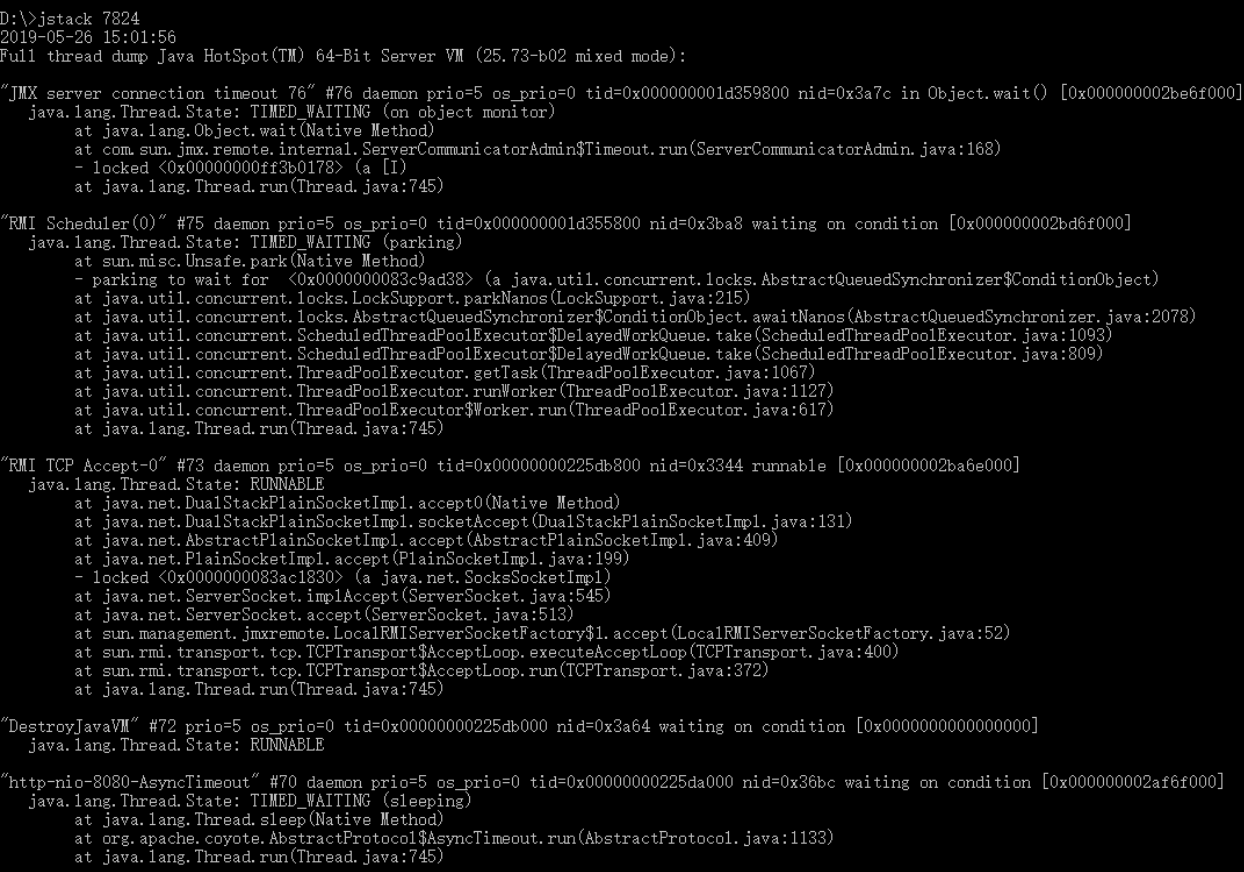 D:\>jstack 7824
2019-05-26 15:01:56
Full thread dump Java HotSpot(TM) 64-Bit Server VM (25.73-b02 mixed mode):

"JMX server connection timeout 76" #76 daemon prio=5 os_prio=0 tid=0x000000001d359800 nid=0x3a7c in Object.wait() [0x000000002be6f000]
   java.lang.Thread.State: TIMED_WAITING (on object monitor)
        at java.lang.Object.wait(Native Method)
        at com.sun.jmx.remote.internal.ServerCommunicatorAdmin$Timeout.run(ServerCommunicatorAdmin.java:168)
        - locked <0x00000000ff3b0178> (a [I)
        at java.lang.Thread.run(Thread.java:745)

"RMI Scheduler(0)" #75 daemon prio=5 os_prio=0 tid=0x000000001d355800 nid=0x3ba8 waiting on condition [0x000000002bd6f000]
   java.lang.Thread.State: TIMED_WAITING (parking)
        at sun.misc.Unsafe.park(Native Method)
        - parking to wait for  <0x0000000083c9ad38> (a java.util.concurrent.locks.AbstractQueuedSynchronizer$ConditionObject)
        at java.util.concurrent.locks.LockSupport.parkNanos(LockSupport.java:215)
        at java.util.concurrent.locks.AbstractQueuedSynchronizer$ConditionObject.awaitNanos(AbstractQueuedSynchronizer.java:2078)
        at java.util.concurrent.ScheduledThreadPoolExecutor$DelayedWorkQueue.take(ScheduledThreadPoolExecutor.java:1093)
        at java.util.concurrent.ScheduledThreadPoolExecutor$DelayedWorkQueue.take(ScheduledThreadPoolExecutor.java:809)
        at java.util.concurrent.ThreadPoolExecutor.getTask(ThreadPoolExecutor.java:1067)
        at java.util.concurrent.ThreadPoolExecutor.runWorker(ThreadPoolExecutor.java:1127)
        at java.util.concurrent.ThreadPoolExecutor$Worker.run(ThreadPoolExecutor.java:617)
        at java.lang.Thread.run(Thread.java:745)

"RMI TCP Accept-0" #73 daemon prio=5 os_prio=0 tid=0x00000000225db800 nid=0x3344 runnable [0x000000002ba6e000]
   java.lang.Thread.State: RUNNABLE
        at java.net.DualStackPlainSocketImpl.accept0(Native Method)
        at java.net.DualStackPlainSocketImpl.socketAccept(DualStackPlainSocketImpl.java:131)
        at java.net.AbstractPlainSocketImpl.accept(AbstractPlainSocketImpl.java:409)
        at java.net.PlainSocketImpl.accept(PlainSocketImpl.java:199)
        - locked <0x0000000083ac1830> (a java.net.SocksSocketImpl)
        at java.net.ServerSocket.implAccept(ServerSocket.java:545)
        at java.net.ServerSocket.accept(ServerSocket.java:513)
        at sun.management.jmxremote.LocalRMIServerSocketFactory$1.accept(LocalRMIServerSocketFactory.java:52)
        at sun.rmi.transport.tcp.TCPTransport$AcceptLoop.executeAcceptLoop(TCPTransport.java:400)
        at sun.rmi.transport.tcp.TCPTransport$AcceptLoop.run(TCPTransport.java:372)
        at java.lang.Thread.run(Thread.java:745)

"DestroyJavaVM" #72 prio=5 os_prio=0 tid=0x00000000225db000 nid=0x3a64 waiting on condition [0x0000000000000000]
   java.lang.Thread.State: RUNNABLE

"http-nio-8080-AsyncTimeout" #70 daemon prio=5 os_prio=0 tid=0x00000000225da000 nid=0x36bc waiting on condition [0x000000002af6f000]
   java.lang.Thread.State: TIMED_WAITING (sleeping)
        at java.lang.Thread.sleep(Native Method)
        at org.apache.coyote.AbstractProtocol$AsyncTimeout.run(AbstractProtocol.java:1133)
        at java.lang.Thread.run(Thread.java:745)